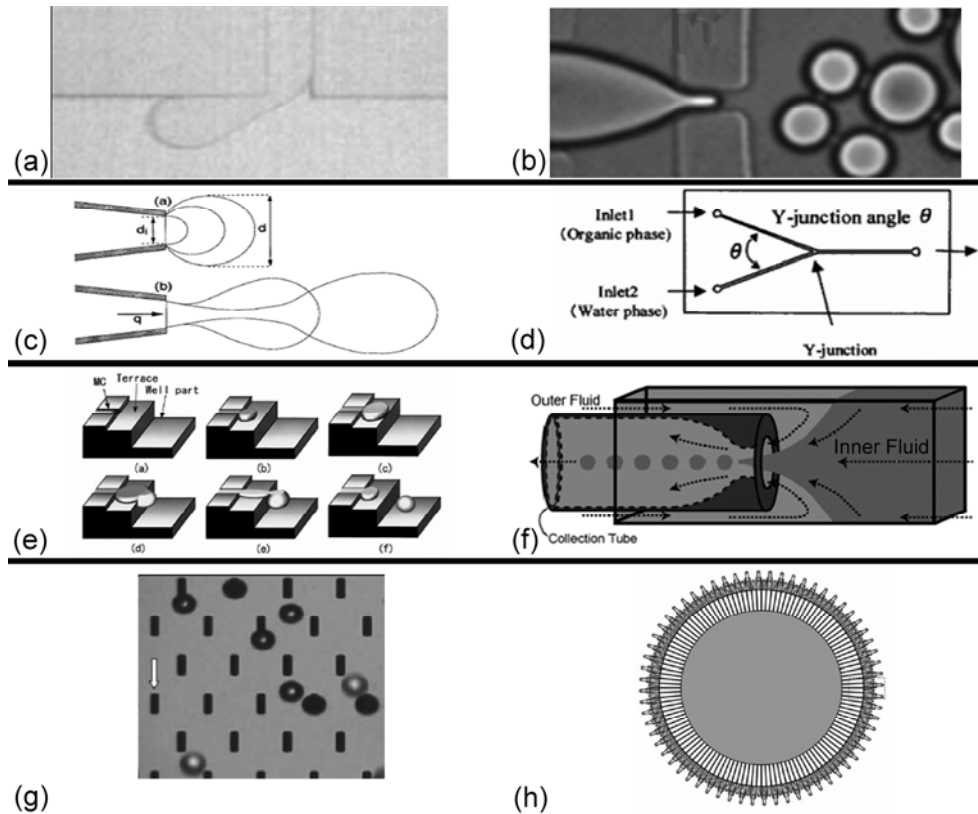 (a)
(b)
(a)
di
d
(b)
q
(c)
Inlet1
(Organic phase)
Y-junction angle θ
θ
Inlet2
(Water phase)
Y-junction
(d)
MC
Terrace
Well part
(a)
(b)
(c)
(d)
(e)
(f)
(e)
Outer Fluid
Inner Fluid
Collection Tube
(f)
(g)
(h)